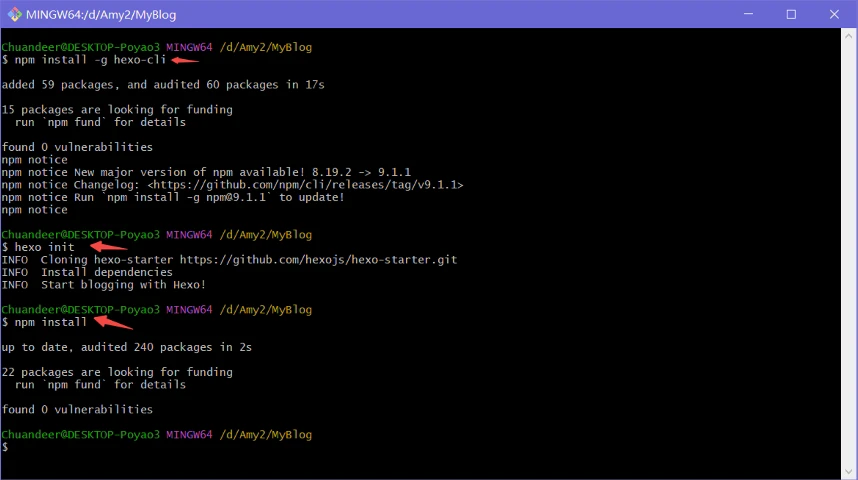 MINGW64:/d/Amy2/MyBlog
Chuandeer@DESKTOP-Poyao3 MINGW64 /d/Amy2/MyBlog
$ npm install -g hexo-cli
added 59 packages, and audited 60 packages in 17s
15 packages are looking for funding
  run `npm fund` for details
found 0 vulnerabilities
npm notice
npm notice New major version of npm available! 8.19.2 -> 9.1.1
npm notice Changelog: <https://github.com/npm/cli/releases/tag/v9.1.1>
npm notice Run `npm install -g npm@9.1.1` to update!
npm notice
Chuandeer@DESKTOP-Poyao3 MINGW64 /d/Amy2/MyBlog
$ hexo init
INFO  Cloning hexo-starter https://github.com/hexojs/hexo-starter.git
INFO  Install dependencies
INFO  Start blogging with Hexo!
Chuandeer@DESKTOP-Poyao3 MINGW64 /d/Amy2/MyBlog
$ npm install
up to date, audited 240 packages in 2s
22 packages are looking for funding
  run `npm fund` for details
found 0 vulnerabilities
Chuandeer@DESKTOP-Poyao3 MINGW64 /d/Amy2/MyBlog
$